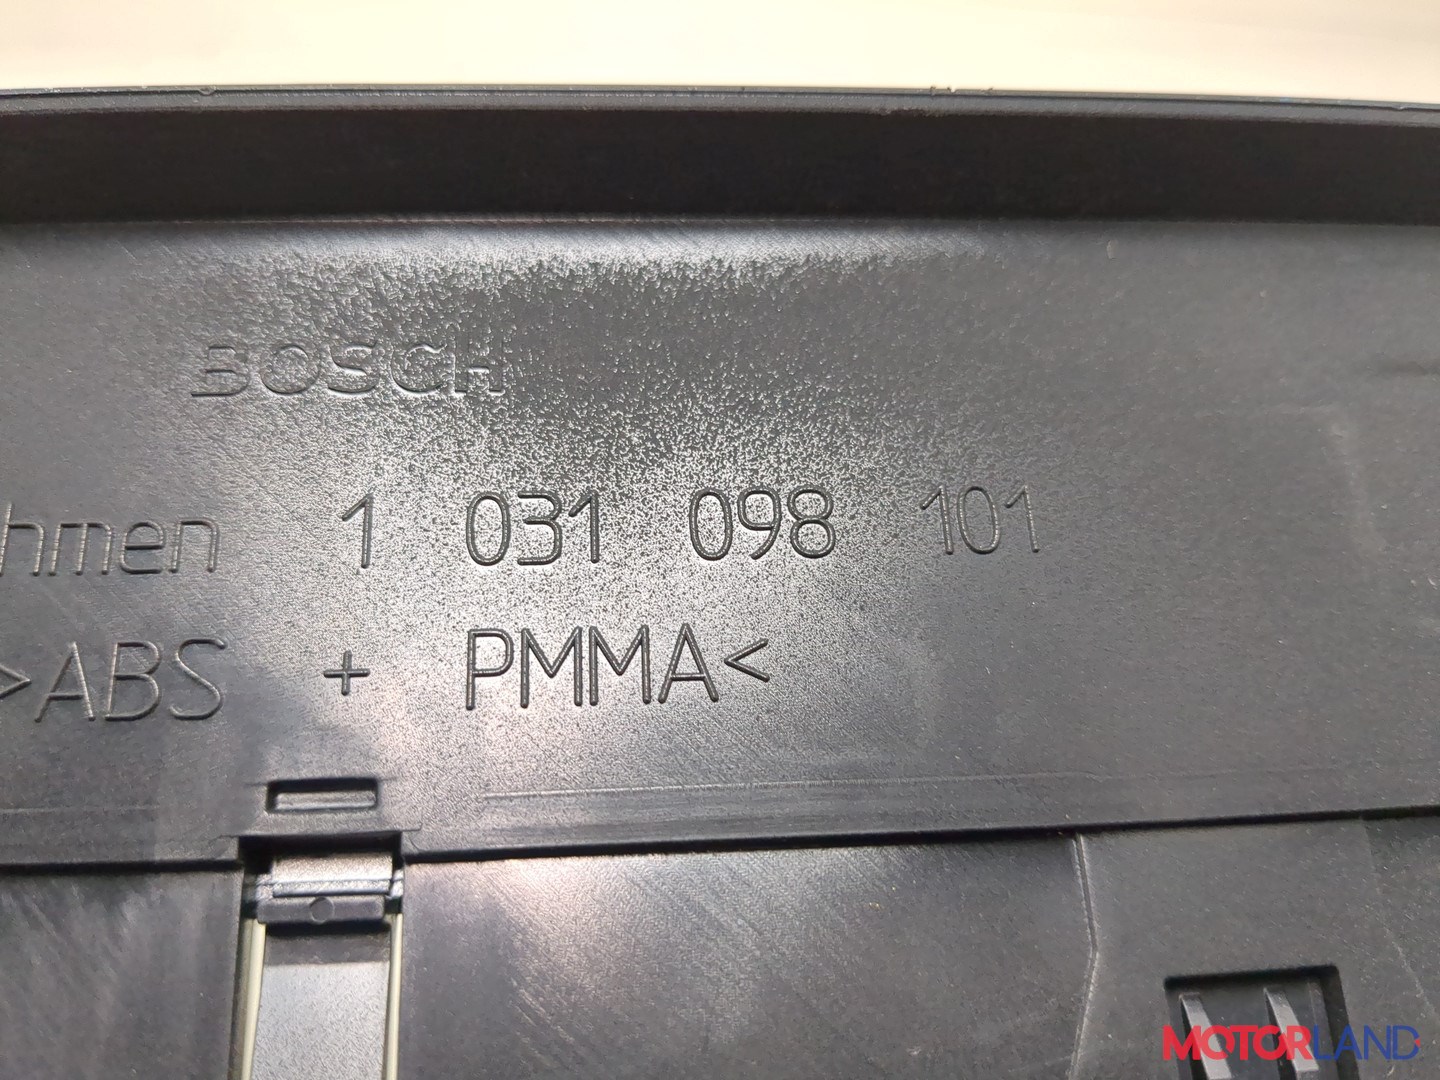 BOSCH
hmen 1 031 098 101
>ABS + PMMA<
MOTORLAND